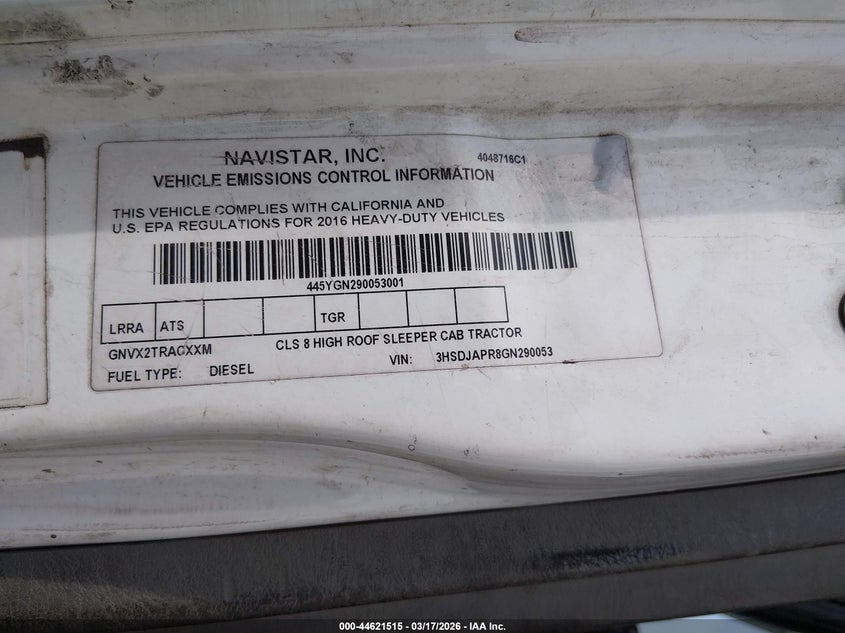 NAVISTAR, INC.
4048716C1
VEHICLE EMISSIONS CONTROL INFORMATION
THIS VEHICLE COMPLIES WITH CALIFORNIA AND
U.S. EPA REGULATIONS FOR 2016 HEAVY-DUTY VEHICLES
445YGN290053001
LRRA ATS TGR
GNVX2TRACXXM CLS 8 HIGH ROOF SLEEPER CAB TRACTOR
FUEL TYPE: DIESEL VIN: 3HSDJAPR8GN290053
000-44621515 - 03/17/2026 - IAA Inc.